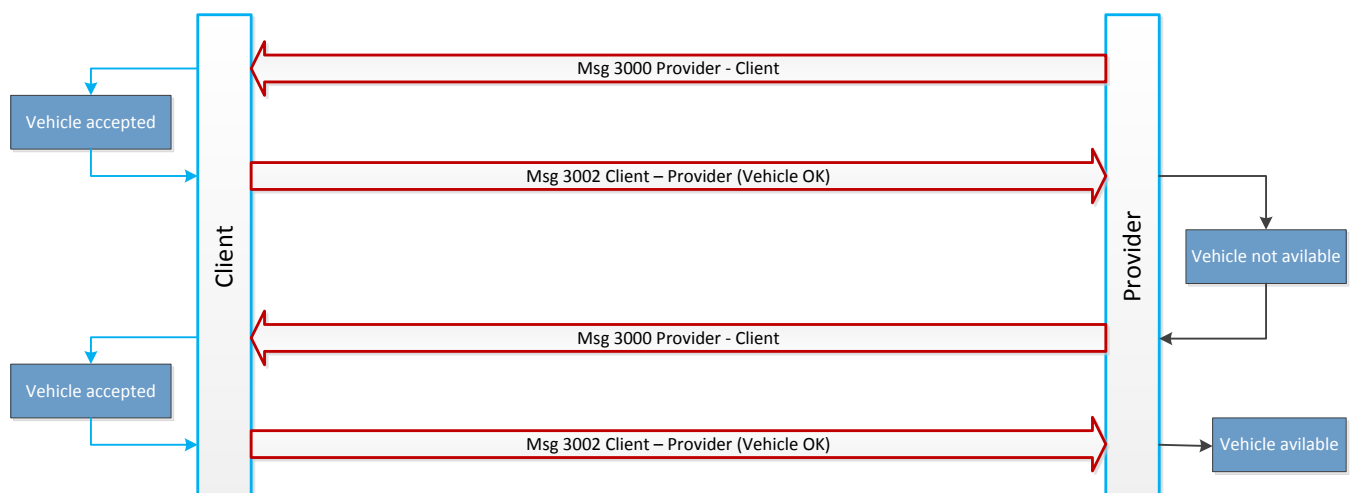 Msg 3000 Provider - Client
Vehicle accepted
Msg 3002 Client – Provider (Vehicle OK)
Client
Provider
Vehicle not avilable
Msg 3000 Provider - Client
Vehicle accepted
Msg 3002 Client – Provider (Vehicle OK)
Vehicle avilable